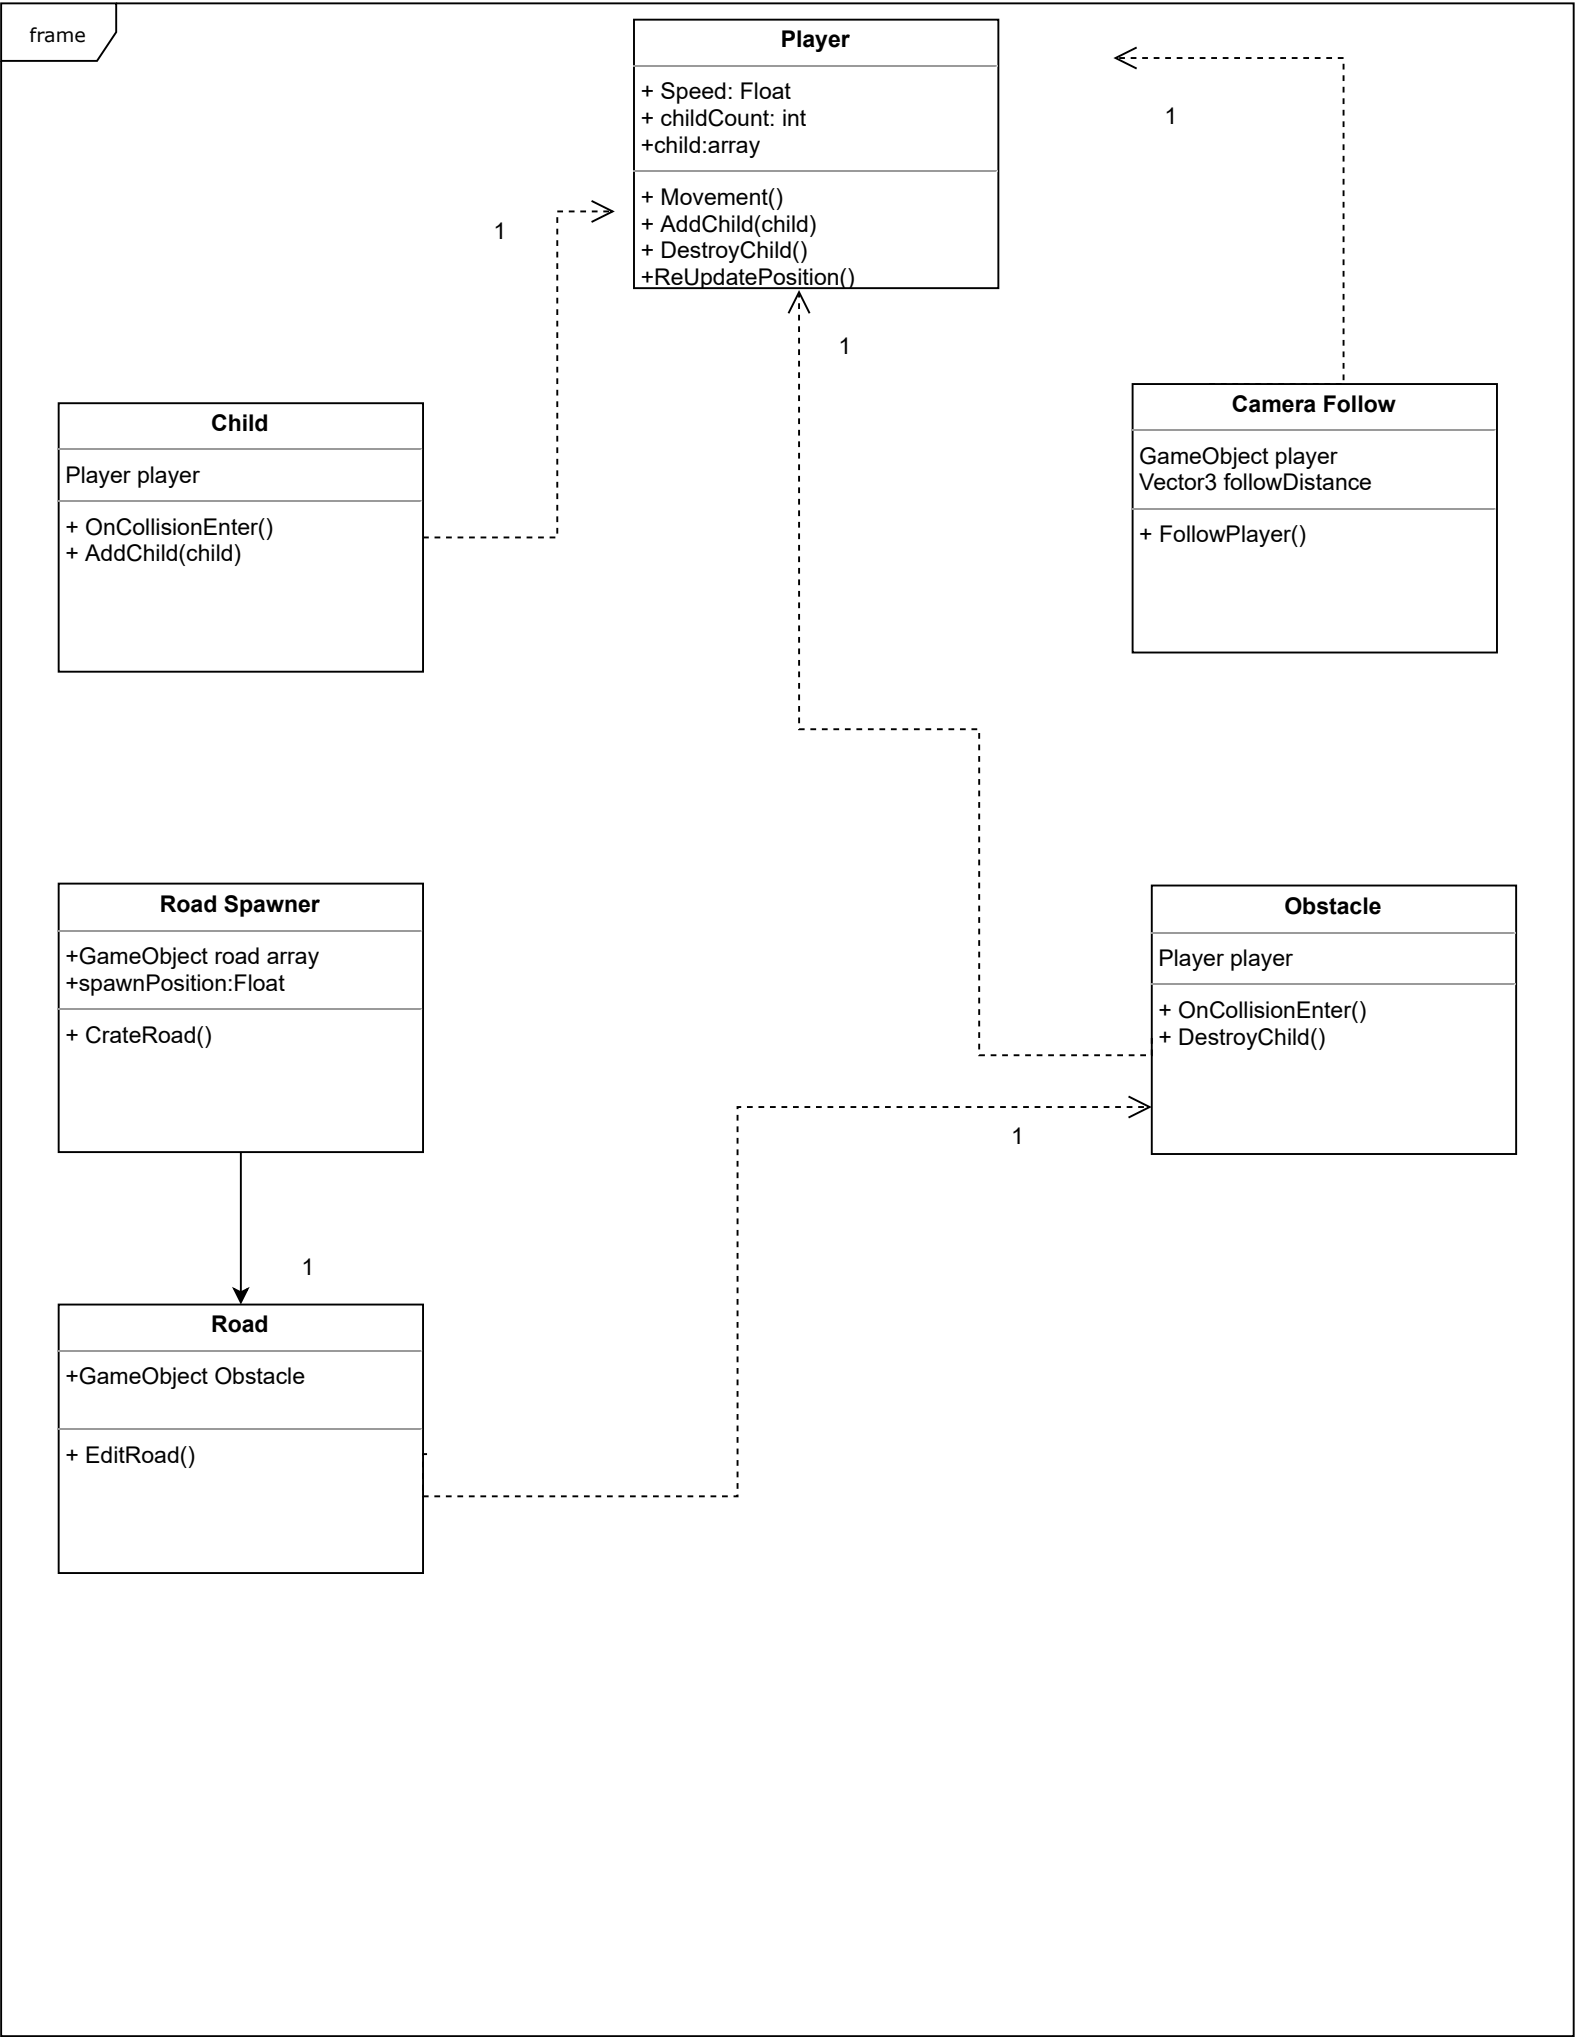 frame
Player
+ Speed: Float
+ childCount: int
+child:array
+ Movement()
+ AddChild(child)
+ DestroyChild()
+ReUpdatePosition()
1
1
1
Child
Player player
+ OnCollisionEnter()
+ AddChild(child)
Camera Follow
GameObject player
Vector3 followDistance
+ FollowPlayer()
Road Spawner
+GameObject road array
+spawnPosition:Float
+ CrateRoad()
Obstacle
Player player
+ OnCollisionEnter()
+ DestroyChild()
1
1
Road
+GameObject Obstacle
+ EditRoad()